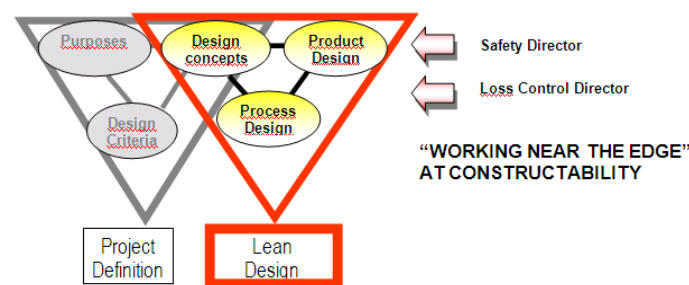 Purposes
Design
concepts
Product
Design
Safety Director
Loss Control Director
Process
Design
Design
Criteria
“WORKING NEAR THE EDGE”
AT CONSTRUCTABILITY
Project
Definition
Lean
Design